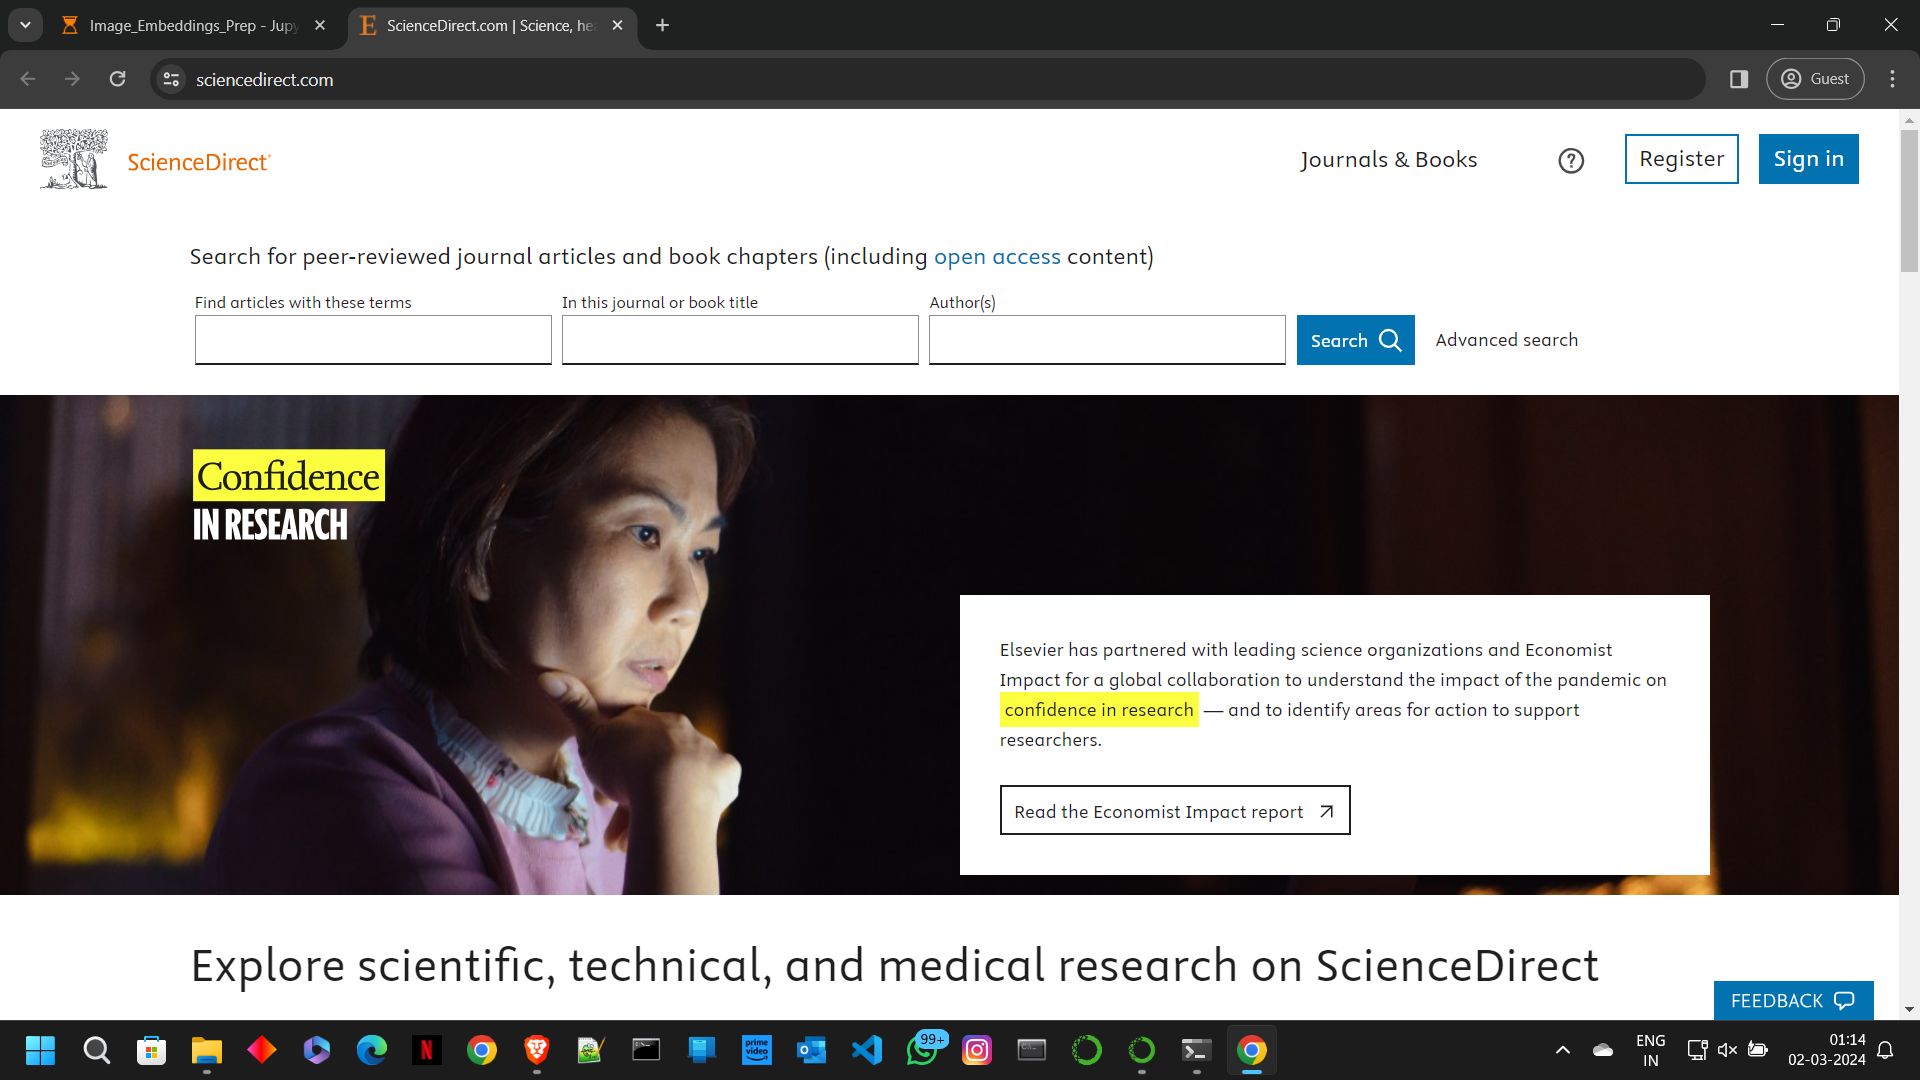 Image_Embeddings_Prep - Jupy
ScienceDirect.com | Science, hea
sciencedirect.com
Guest
ScienceDirect
Journals & Books
Register
Sign in
Search for peer-reviewed journal articles and book chapters (including open access content)
Find articles with these terms
In this journal or book title
Author(s)
Search
Advanced search
Confidence
IN RESEARCH
Elsevier has partnered with leading science organizations and Economist
Impact for a global collaboration to understand the impact of the pandemic on
confidence in research — and to identify areas for action to support
researchers.
Read the Economist Impact report
Explore scientific, technical, and medical research on ScienceDirect
FEEDBACK
prime
video
99+
ENG
IN
01:14
02-03-2024